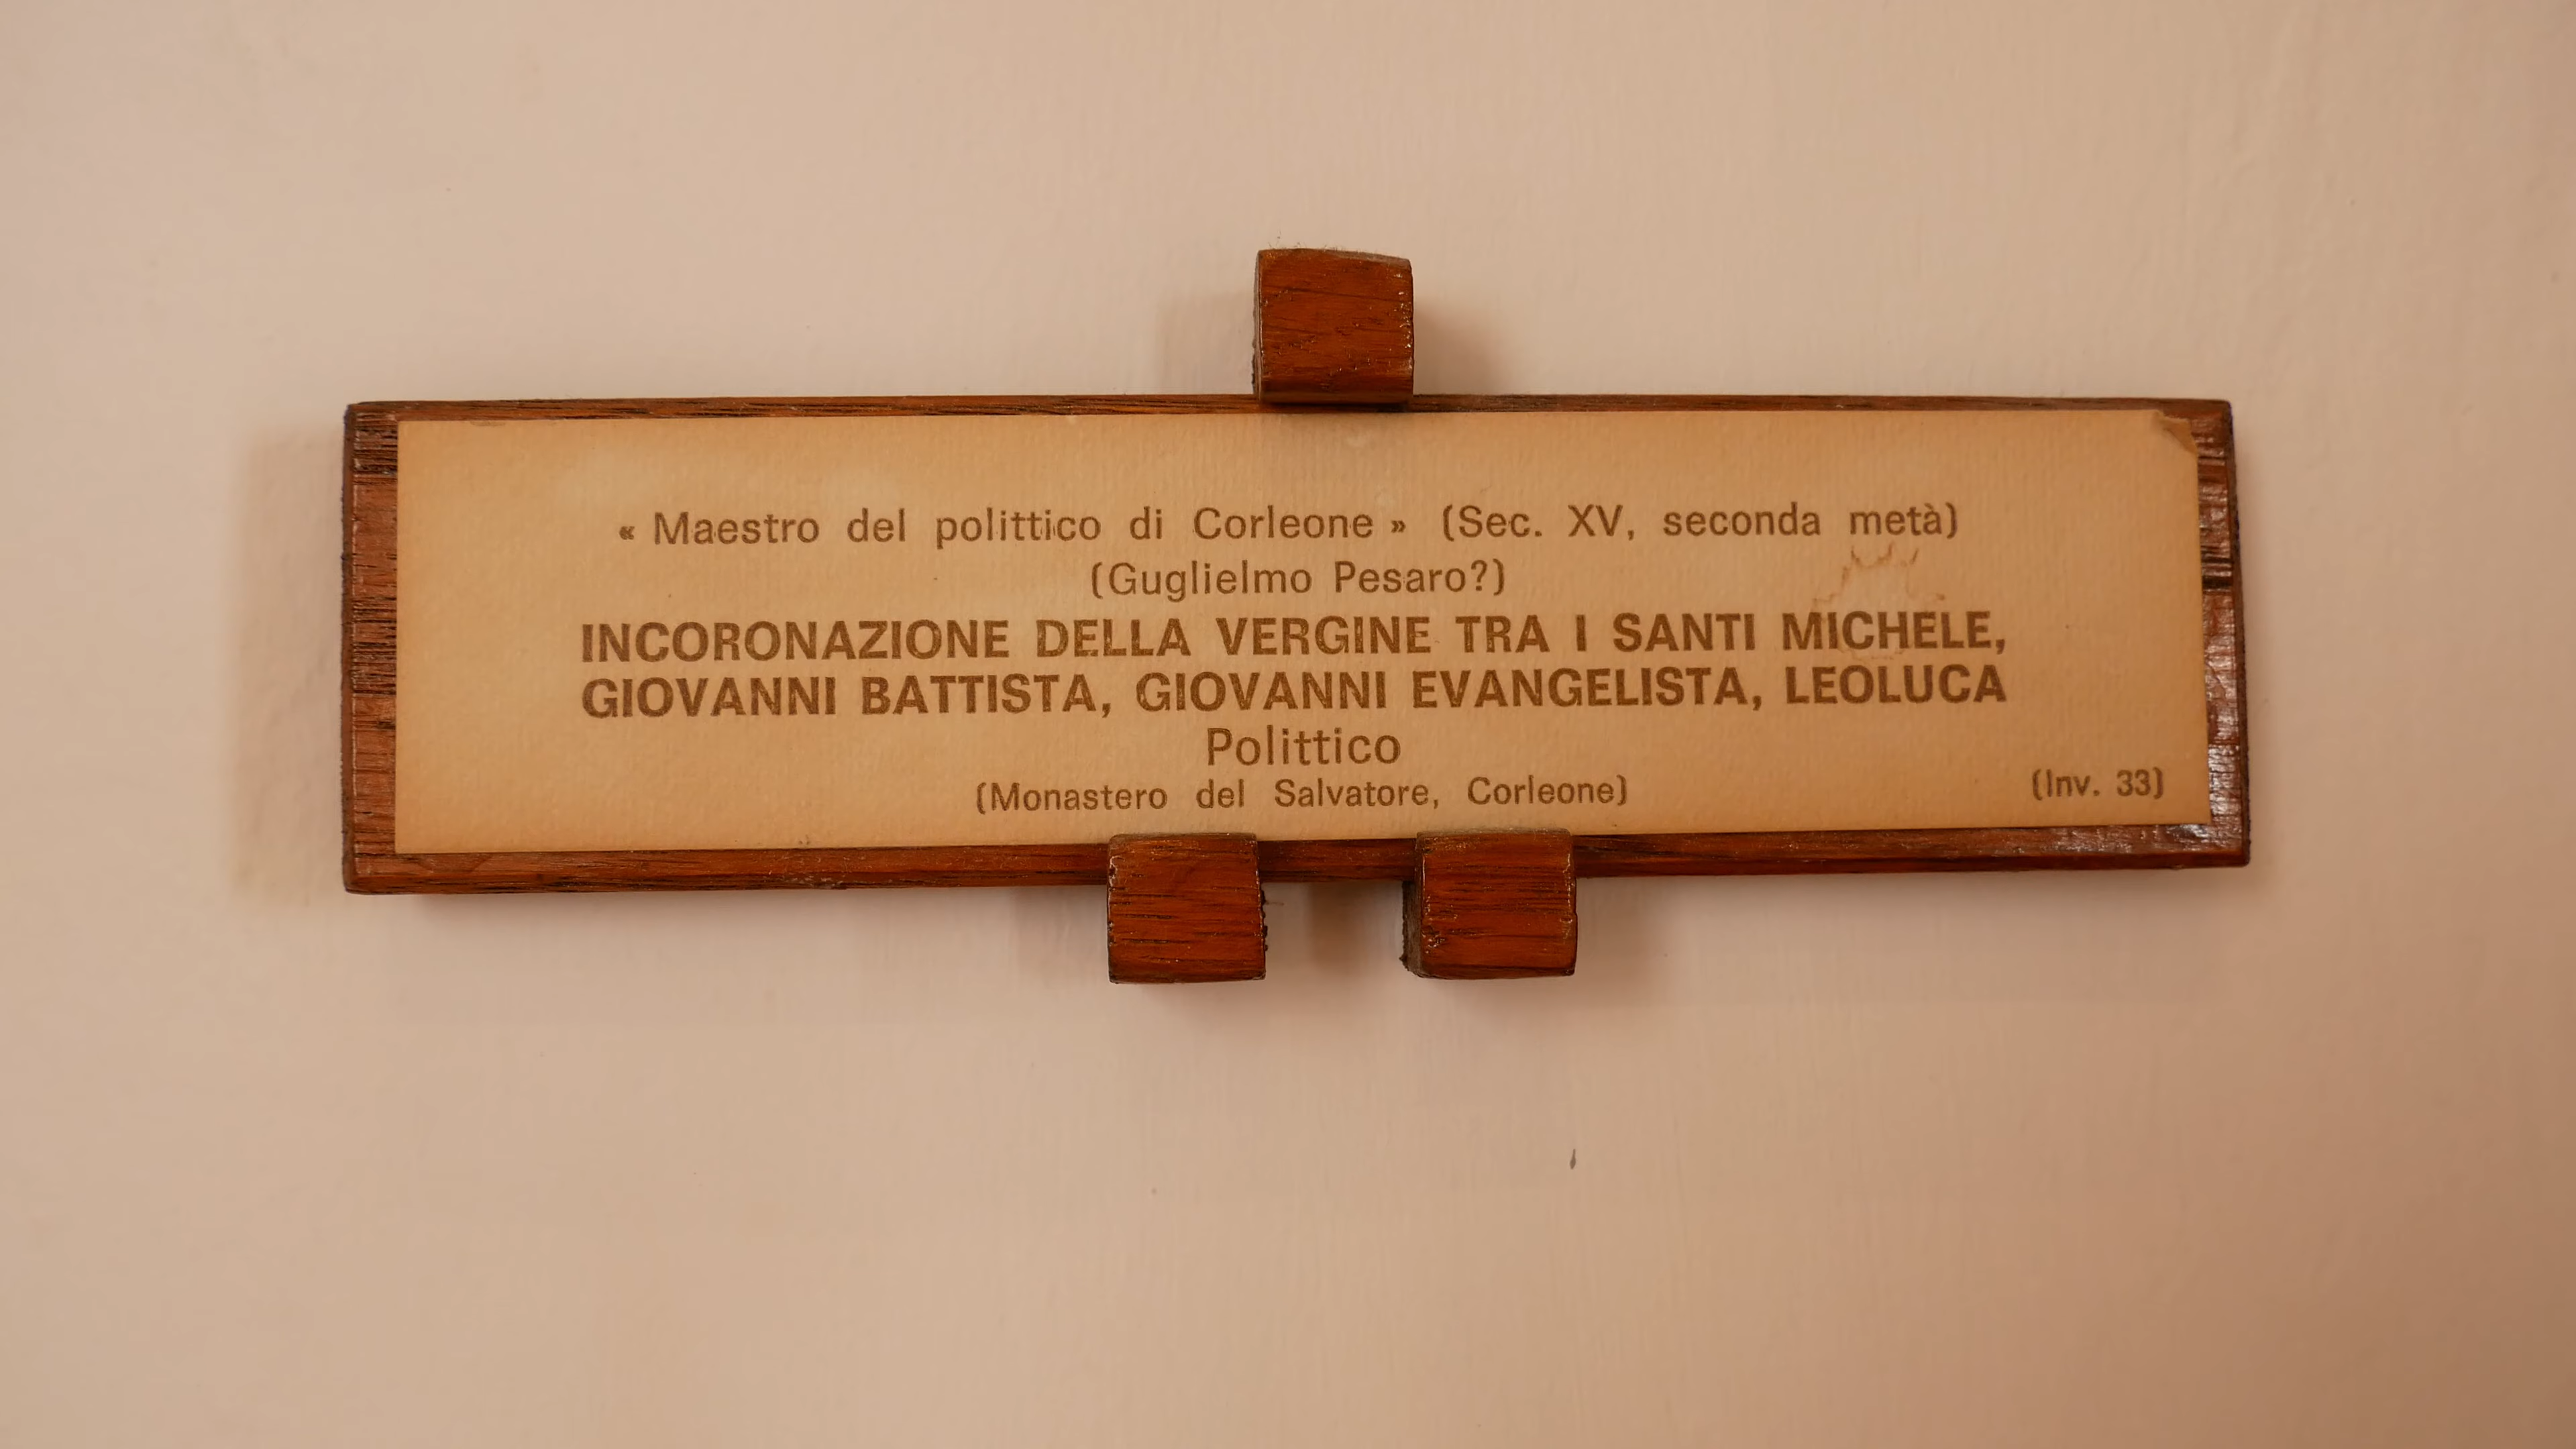 « Maestro del polittico di Corleone » (Sec. XV, seconda metà)
(Guglielmo Pesaro?)
INCORONAZIONE DELLA VERGINE TRA I SANTI MICHELE,
GIOVANNI BATTISTA, GIOVANNI EVANGELISTA, LEOLUCA
Polittico
(Monastero del Salvatore, Corleone)
(Inv. 33)